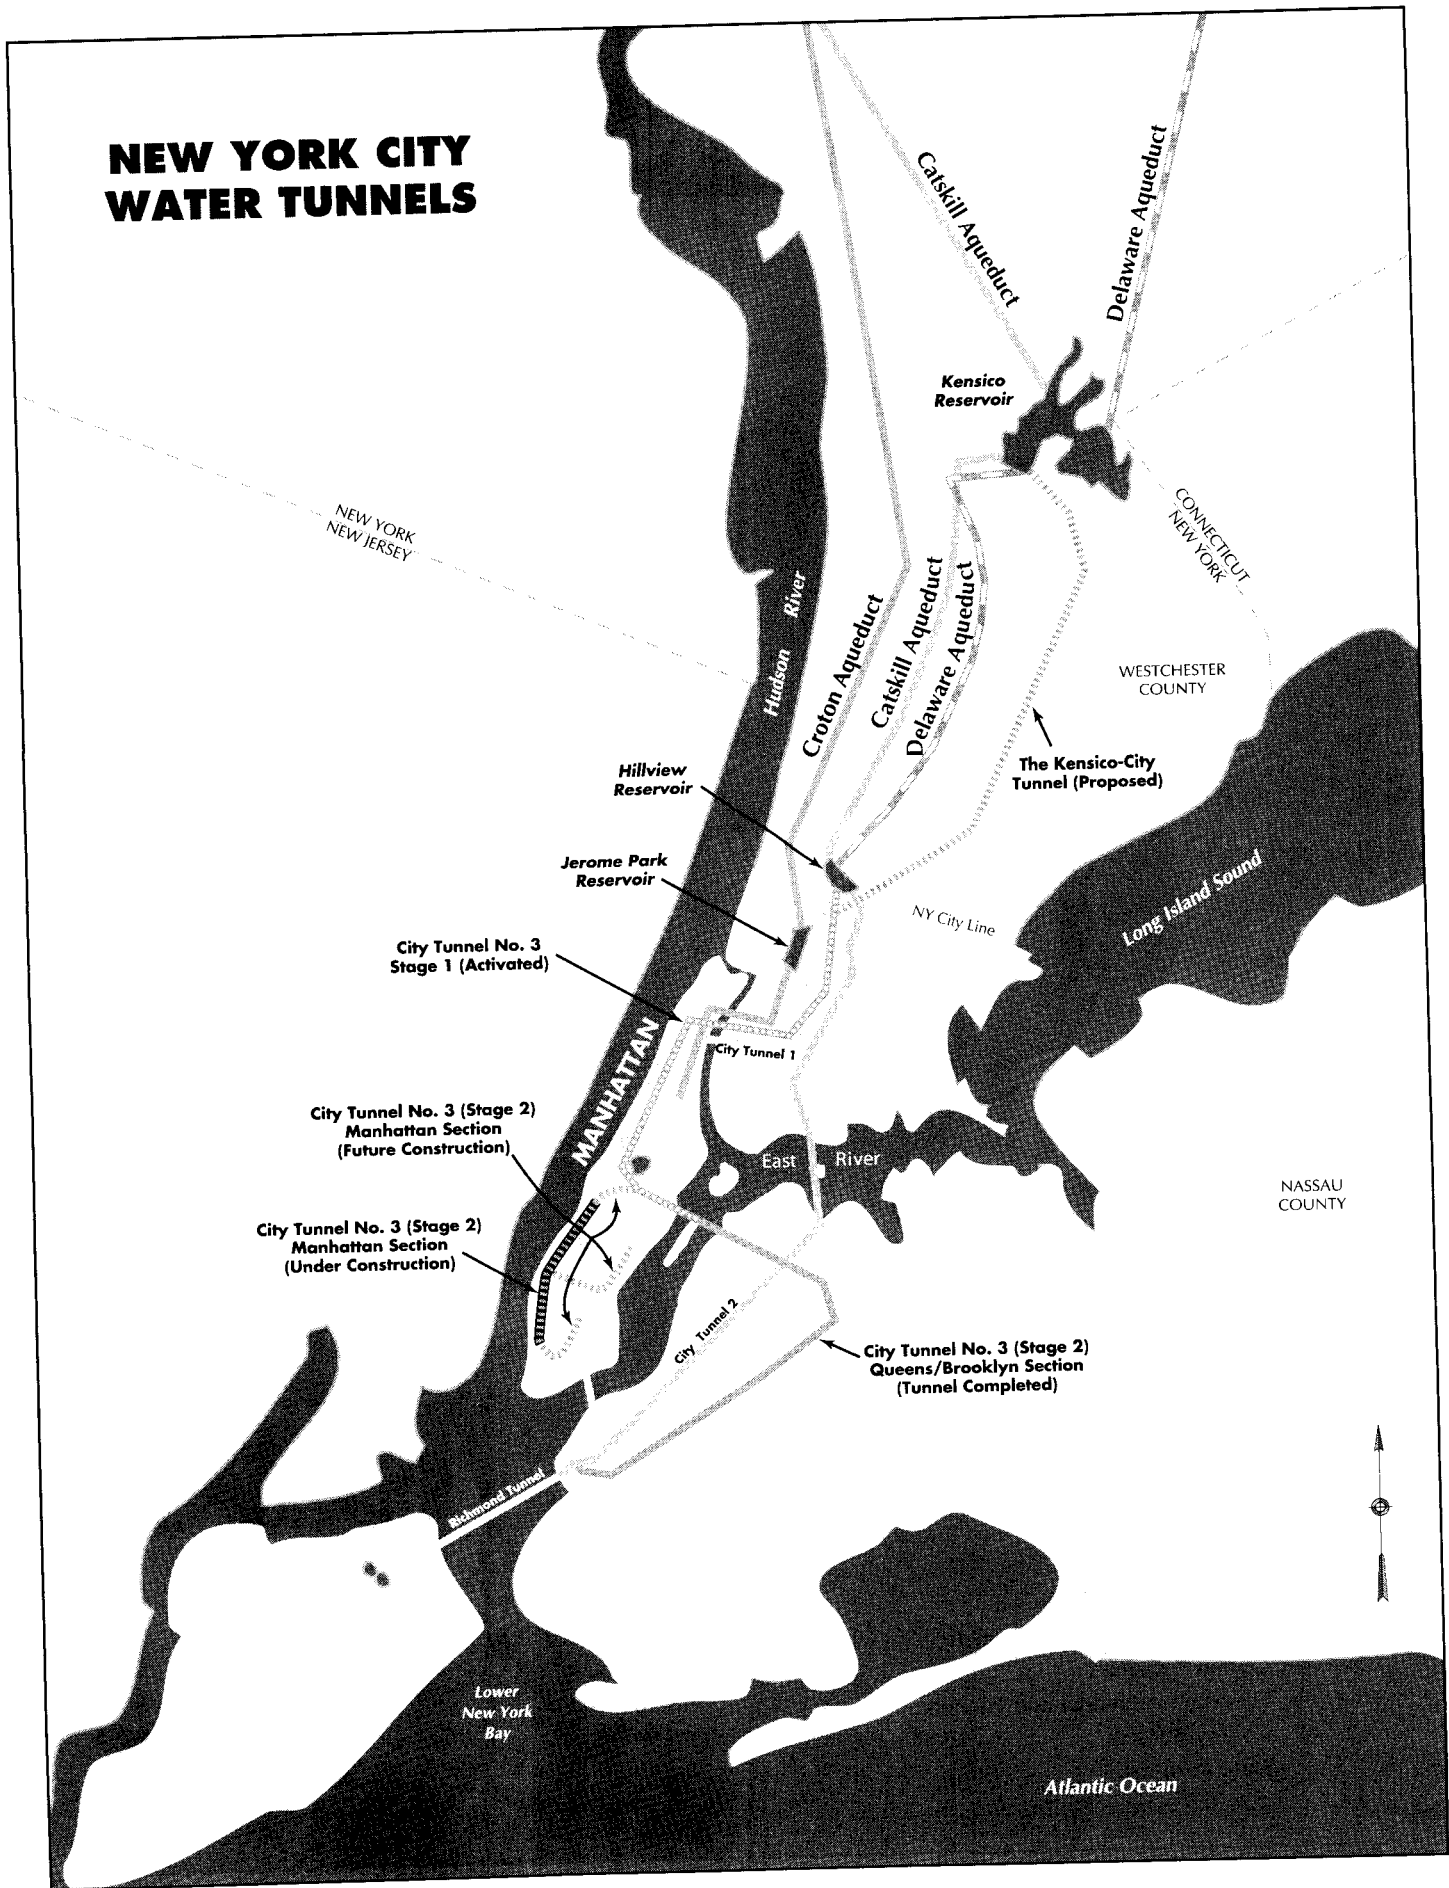 NEW YORK CITY
WATER TUNNELS
Catskill Aqueduct
Delaware Aqueduct
Kensico
Reservoir
NEW YORK
NEW JERSEY
CONNECTICUT
NEW YORK
Hudson River
Croton Aqueduct
Catskill Aqueduct
Delaware Aqueduct
WESTCHESTER
COUNTY
The Kensico-City
Tunnel (Proposed)
Hillview
Reservoir
Jerome Park
Reservoir
NY City Line
Long Island Sound
City Tunnel No. 3
Stage 1 (Activated)
MANHATTAN
City Tunnel 1
City Tunnel No. 3 (Stage 2)
Manhattan Section
(Future Construction)
East River
NASSAU
COUNTY
City Tunnel No. 3 (Stage 2)
Manhattan Section
(Under Construction)
City Tunnel 2
City Tunnel No. 3 (Stage 2)
Queens/Brooklyn Section
(Tunnel Completed)
Richmond Tunnel
Lower
New York
Bay
Atlantic Ocean